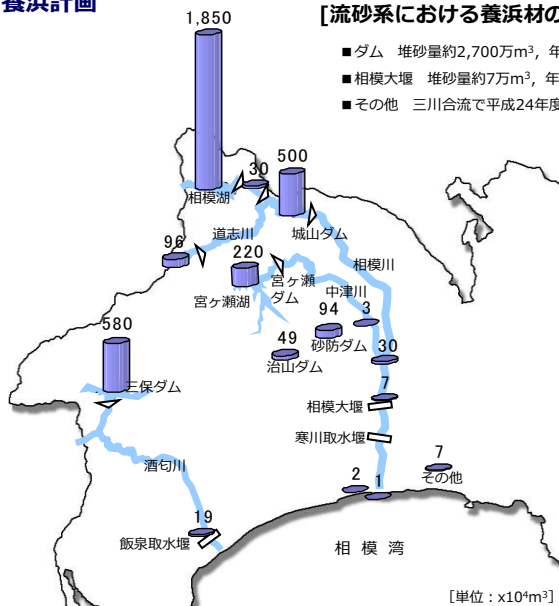 養浜計画
[流砂系における養浜材の
■ダム 堆砂量約2,700万m³, 年
■相模大堰 堆砂量約7万m³, 年
■その他 三川合流で平成24年度
1,850
30
500
相模湖
道志川
城山ダム
96
220
相模川
宮ヶ瀬湖
宮ヶ瀬
ダム
中津川
3
94
580
49
砂防ダム
30
治山ダム
三保ダム
7
相模大堰
寒川取水堰
酒匂川
7
2
1
その他
19
飯泉取水堰
相 模 湾
[単位:x10⁴m³]